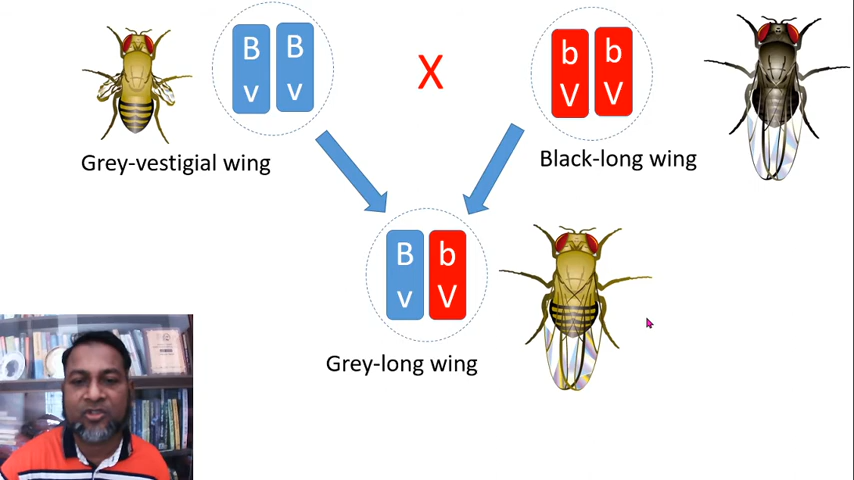 B B
v v
X
b b
V V
Grey-vestigial wing
Black-long wing
B b
v V
Grey-long wing